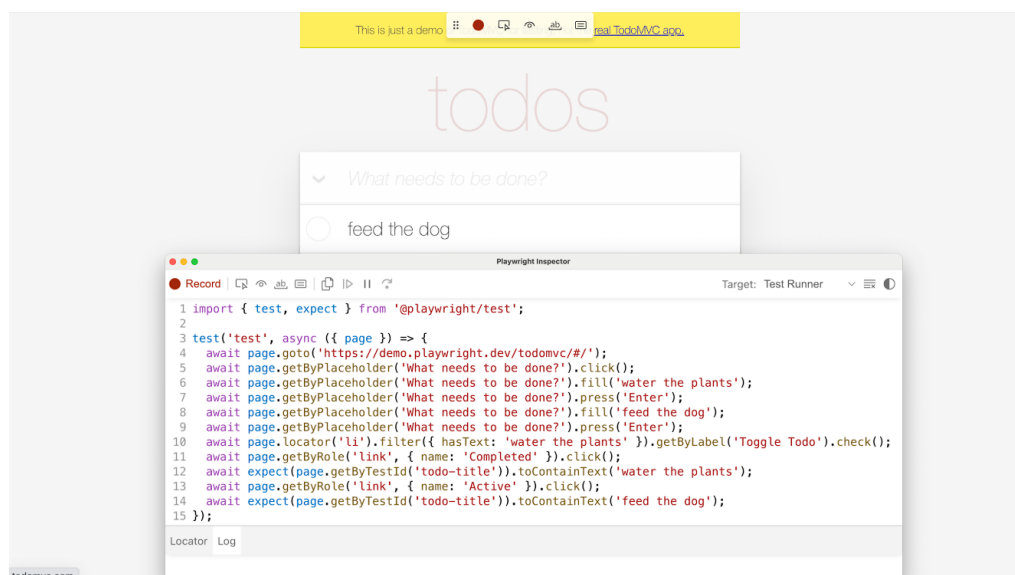 This is just a demo
real TodoMVC app.
todos
What needs to be done?
feed the dog
Playwright Inspector
Record
Target: Test Runner
1 import { test, expect } from '@playwright/test';
2
3 test('test', async ({ page }) => {
4 await page.goto('https://demo.playwright.dev/todomvc/#/');
5 await page.getByPlaceholder('What needs to be done?').click();
6 await page.getByPlaceholder('What needs to be done?').fill('water the plants');
7 await page.getByPlaceholder('What needs to be done?').press('Enter');
8 await page.getByPlaceholder('What needs to be done?').fill('feed the dog');
9 await page.getByPlaceholder('What needs to be done?').press('Enter');
10 await page.locator('li').filter({ hasText: 'water the plants' }).getByLabel('Toggle Todo').check();
11 await page.getByRole('link', { name: 'Completed' }).click();
12 await expect(page.getByTestId('todo-title')).toContainText('water the plants');
13 await page.getByRole('link', { name: 'Active' }).click();
14 await expect(page.getByTestId('todo-title')).toContainText('feed the dog');
15 });
Locator Log